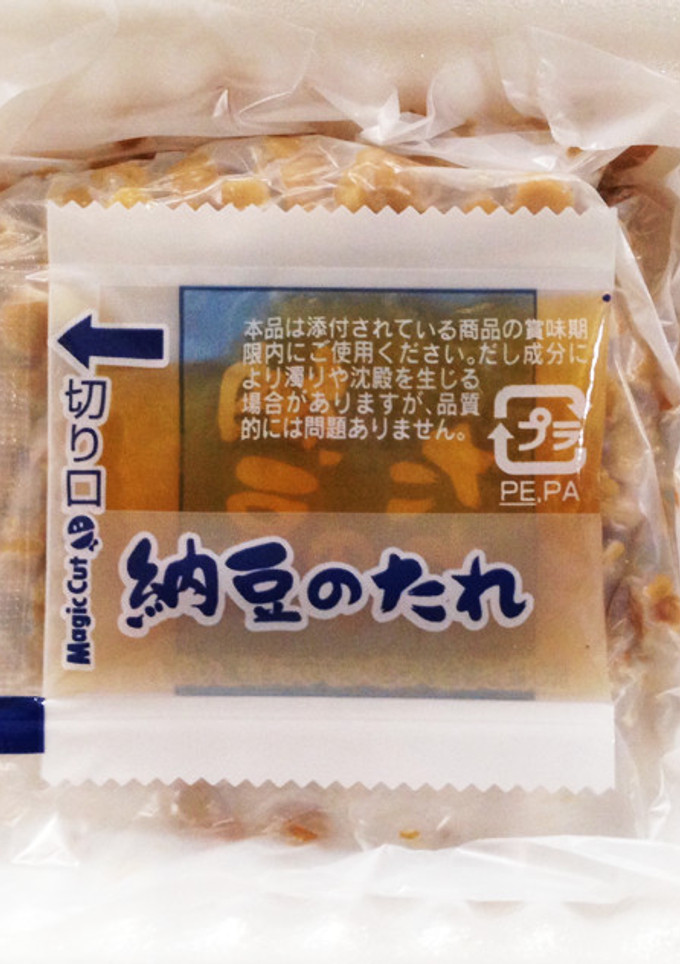 本品は添付されている商品の賞味期
限内にご使用ください。だし成分に
より濁りや沈殿を生じる
場合がありますが、品質
的には問題ありません。
プラ
PE,PA
切り口
Magic Cut
納豆のたれ